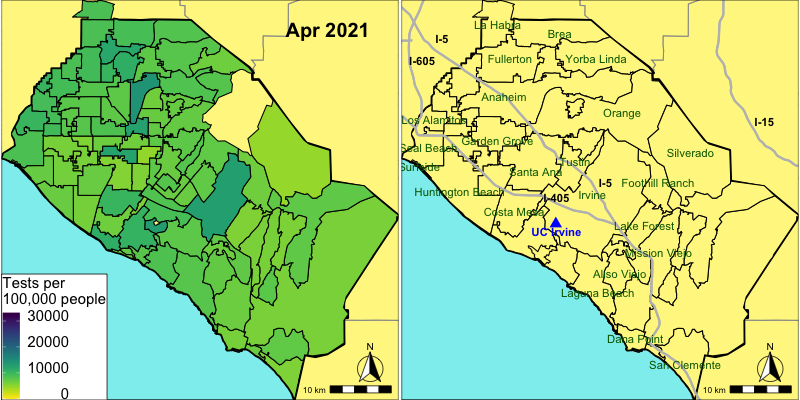 Apr 2021
Tests per
100,000 people
30000
20000
10000
0
N
10 km
La Habra
Brea
I-5
I-605
Fullerton
Yorba Linda
Anaheim
Orange
I-15
Los Alamitos
Garden Grove
Seal Beach
Silverado
Tustin
Sunside
Santa Ana
I-5
Foothill Ranch
Huntington Beach
I-405
Irvine
Costa Mesa
UC Irvine
Lake Forest
Mission Viejo
Aliso Viejo
Laguna Beach
Dana Point
San Clemente
N
10 km